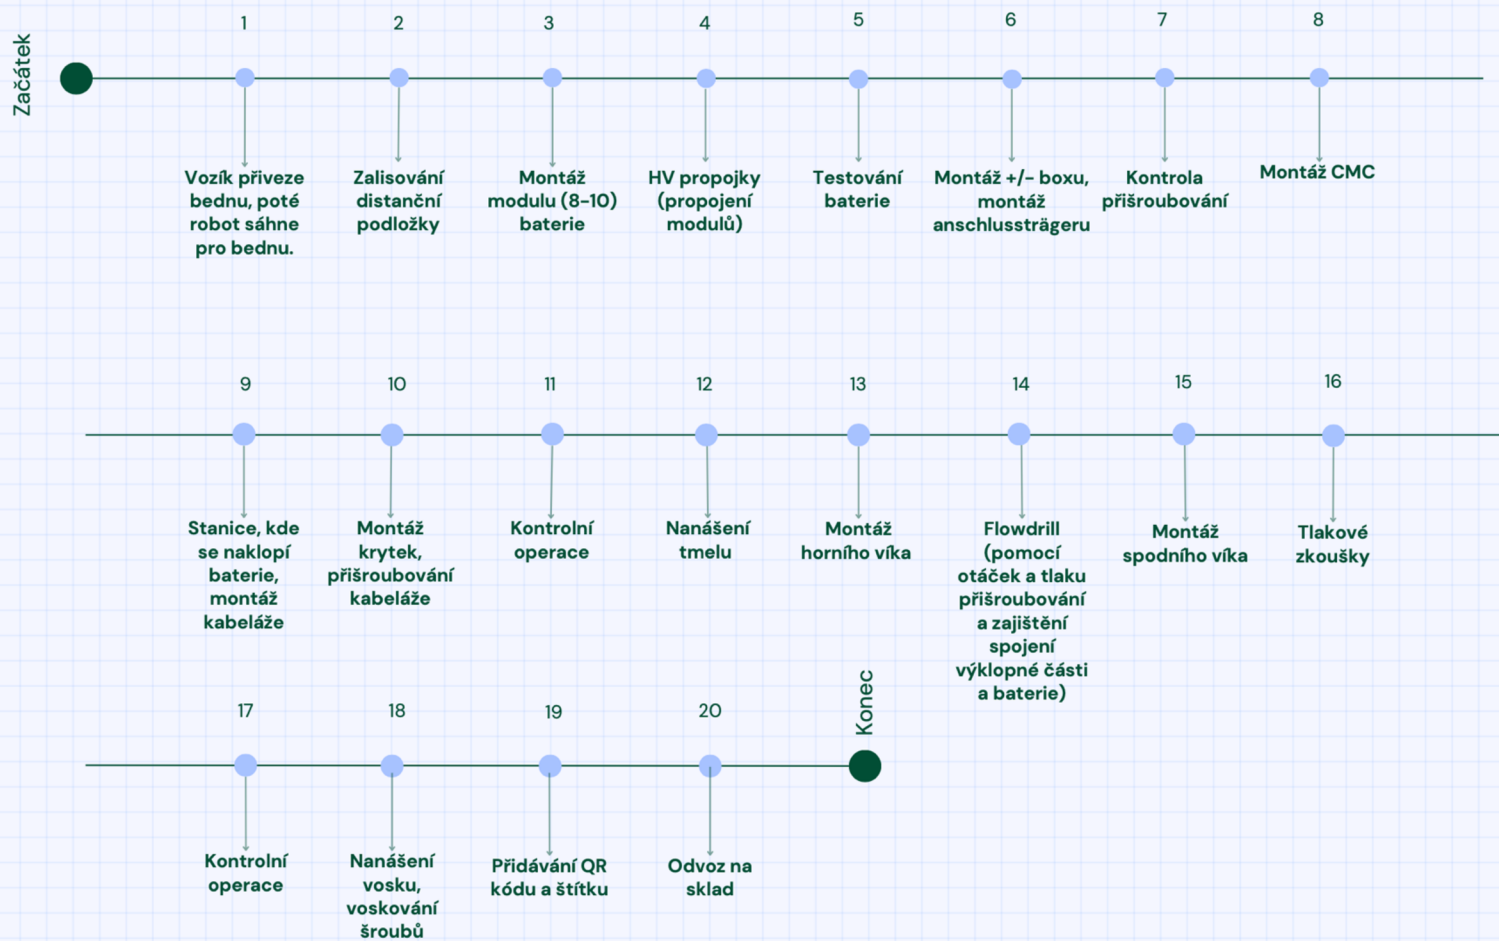 Začátek
1
2
3
4
5
6
7
8
Vozík přiveze
bednu, poté
robot sáhne
pro bednu.
Zalisování
distanční
podložky
Montáž
modulu (8-10)
baterie
HV propojky
(propojení
modulů)
Testování
baterie
Montáž +/- boxu,
montáž
anschlussträgeru
Kontrola
přišroubování
Montáž CMC
9
10
11
12
13
14
15
16
Stanice, kde
se naklopí
baterie,
montáž
kabeláže
Montáž
krytek,
přišroubování
kabeláže
Kontrolní
operace
Nanášení
tmelu
Montáž
horního víka
Flowdrill
(pomocí
otáček a tlaku
přišroubování
a zajištění
spojení
výklopné části
a baterie)
Montáž
spodního víka
Tlakové
zkoušky
17
18
19
20
Konec
Kontrolní
operace
Nanášení
vosku,
voskování
šroubů
Přidávání QR
kódu a štítku
Odvoz na
sklad